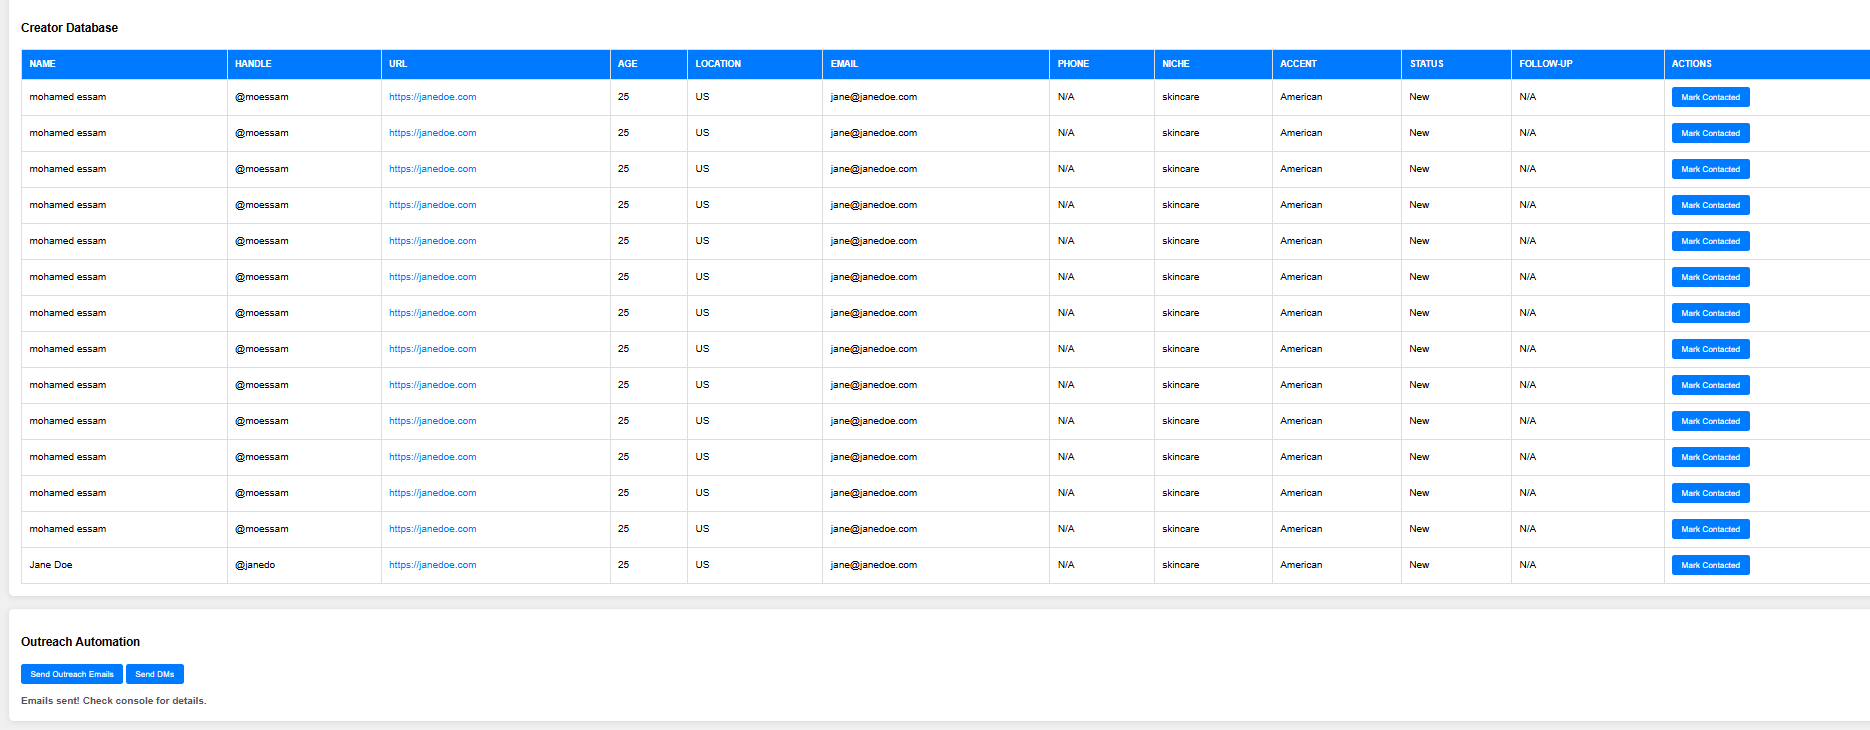 Creator Database
NAME HANDLE URL AGE LOCATION EMAIL PHONE NICHE ACCENT STATUS FOLLOW-UP ACTIONS
mohamed essam @moessam https://janedoe.com 25 US jane@janedoe.com N/A skincare American New N/A Mark Contacted
mohamed essam @moessam https://janedoe.com 25 US jane@janedoe.com N/A skincare American New N/A Mark Contacted
mohamed essam @moessam https://janedoe.com 25 US jane@janedoe.com N/A skincare American New N/A Mark Contacted
mohamed essam @moessam https://janedoe.com 25 US jane@janedoe.com N/A skincare American New N/A Mark Contacted
mohamed essam @moessam https://janedoe.com 25 US jane@janedoe.com N/A skincare American New N/A Mark Contacted
mohamed essam @moessam https://janedoe.com 25 US jane@janedoe.com N/A skincare American New N/A Mark Contacted
mohamed essam @moessam https://janedoe.com 25 US jane@janedoe.com N/A skincare American New N/A Mark Contacted
mohamed essam @moessam https://janedoe.com 25 US jane@janedoe.com N/A skincare American New N/A Mark Contacted
mohamed essam @moessam https://janedoe.com 25 US jane@janedoe.com N/A skincare American New N/A Mark Contacted
mohamed essam @moessam https://janedoe.com 25 US jane@janedoe.com N/A skincare American New N/A Mark Contacted
mohamed essam @moessam https://janedoe.com 25 US jane@janedoe.com N/A skincare American New N/A Mark Contacted
mohamed essam @moessam https://janedoe.com 25 US jane@janedoe.com N/A skincare American New N/A Mark Contacted
mohamed essam @moessam https://janedoe.com 25 US jane@janedoe.com N/A skincare American New N/A Mark Contacted
Jane Doe @janedo https://janedoe.com 25 US jane@janedoe.com N/A skincare American New N/A Mark Contacted
Outreach Automation
Send Outreach Emails Send DMs
Emails sent! Check console for details.